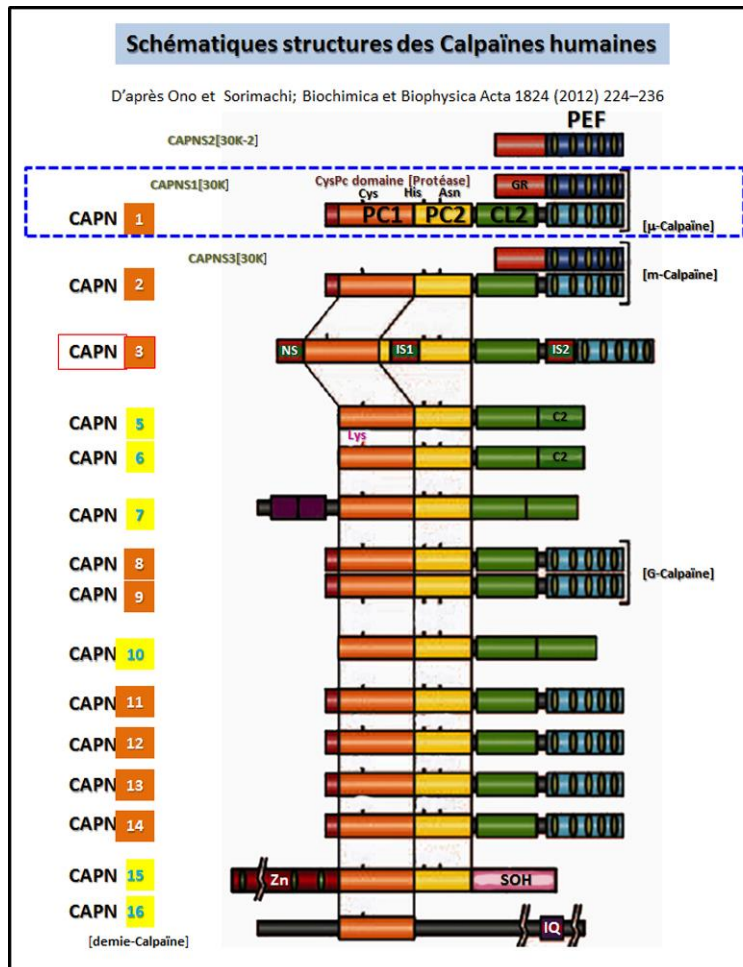 Schématiques structures des Calpaïnes humaines
D'après Ono et Sorimachi; Biochimica et Biophysica Acta 1824 (2012) 224–236
PEF
CAPNS2[30K-2]
CAPNS1[30K]
CysPc domaine [Protéase]
GR
Cys His Asn
CAPN 1 PC1 PC2 CL2
[µ-Calpaïne]
CAPNS3[30K]
[m-Calpaïne]
CAPN 2
CAPN 3 NS IS1 IS2
CAPN 5 C2
Lys
CAPN 6 C2
CAPN 7
CAPN 8
[G-Calpaïne]
CAPN 9
CAPN 10
CAPN 11
CAPN 12
CAPN 13
CAPN 14
CAPN 15 Zn SOH
CAPN 16 IQ
[demie-Calpaïne]